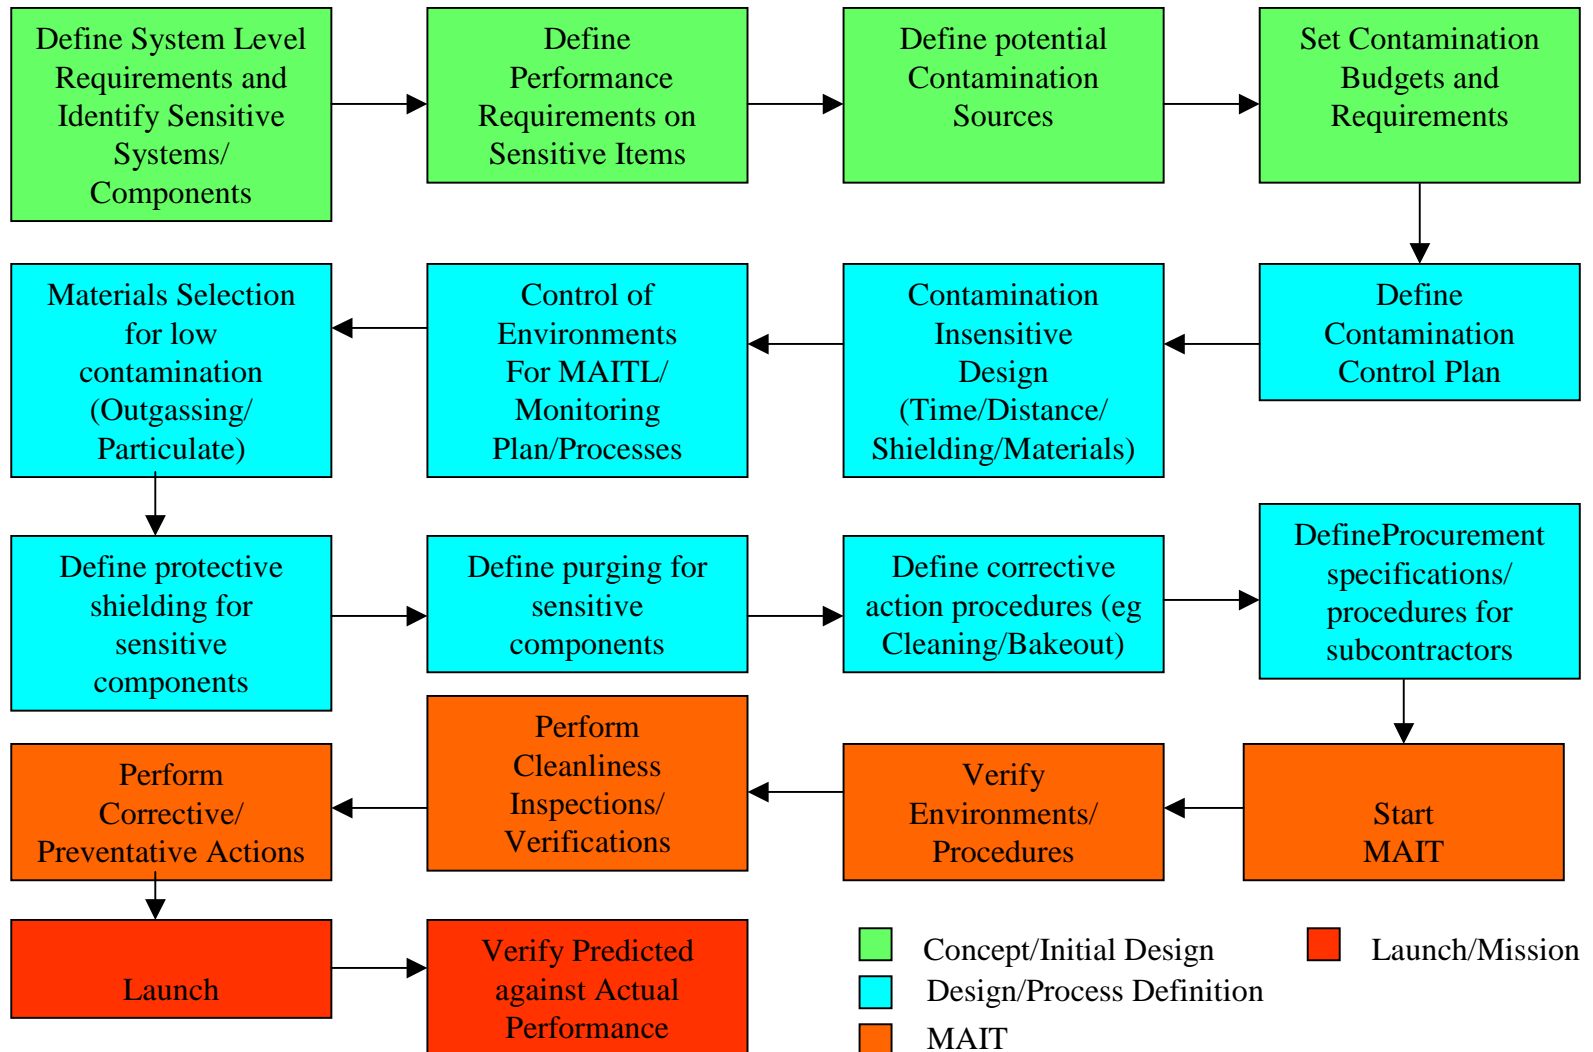 Define System Level
Requirements and
Identify Sensitive
Systems/
Components
Define
Performance
Requirements on
Sensitive Items
Define potential
Contamination
Sources
Set Contamination
Budgets and
Requirements
Define
Contamination
Control Plan
Contamination
Insensitive
Design
(Time/Distance/
Shielding/Materials)
Control of
Environments
For MAITL/
Monitoring
Plan/Processes
Materials Selection
for low
contamination
(Outgassing/
Particulate)
Define protective
shielding for
sensitive
components
Define purging for
sensitive
components
Define corrective
action procedures (eg
Cleaning/Bakeout)
DefineProcurement
specifications/
procedures for
subcontractors
Start
MAIT
Verify
Environments/
Procedures
Perform
Cleanliness
Inspections/
Verifications
Perform
Corrective/
Preventative Actions
Launch
Verify Predicted
against Actual
Performance
Concept/Initial Design
Design/Process Definition
MAIT
Launch/Mission